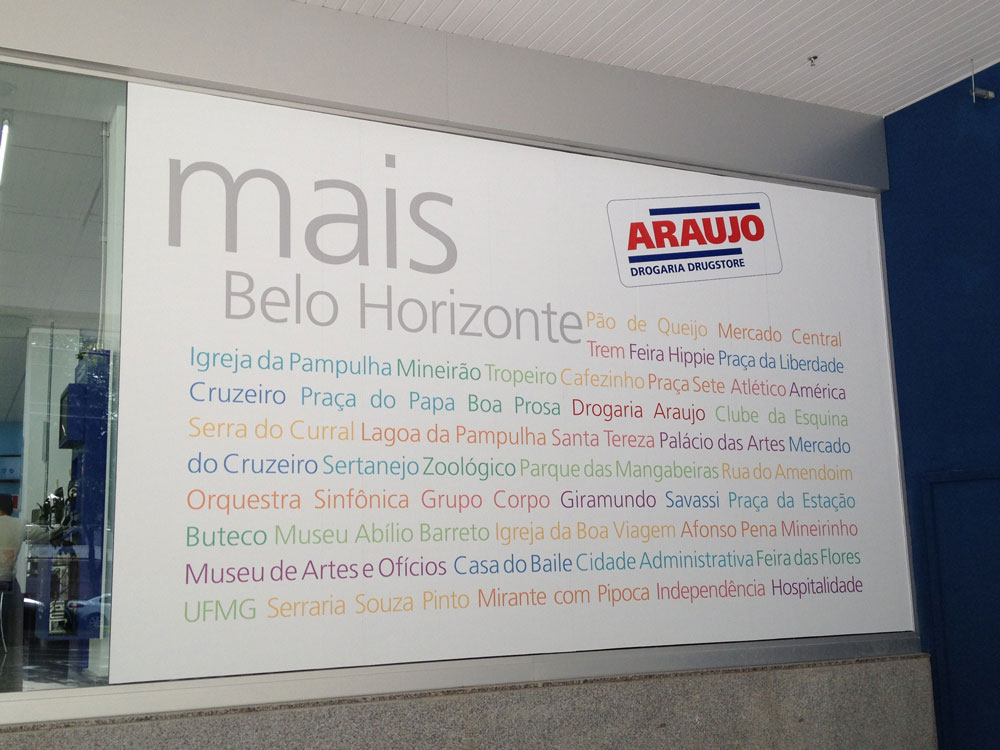 mais
Belo Horizonte
ARAUJO
DROGARIA DRUGSTORE
Pão de Queijo Mercado Central
Trem Feira Hippie Praça da Liberdade
Igreja da Pampulha Mineirão Tropeiro Cafezinho Praça Sete Atlético América
Cruzeiro Praça do Papa Boa Prosa Drogaria Araujo Clube da Esquina
Serra do Curral Lagoa da Pampulha Santa Tereza Palácio das Artes Mercado
do Cruzeiro Sertanejo Zoológico Parque das Mangabeiras Rua do Amendoim
Orquestra Sinfônica Grupo Corpo Giramundo Savassi Praça da Estação
Buteco Museu Abílio Barreto Igreja da Boa Viagem Afonso Pena Mineirinho
Museu de Artes e Ofícios Casa do Baile Cidade Administrativa Feira das Flores
UFMG Serraria Souza Pinto Mirante com Pipoca Independência Hospitalidade